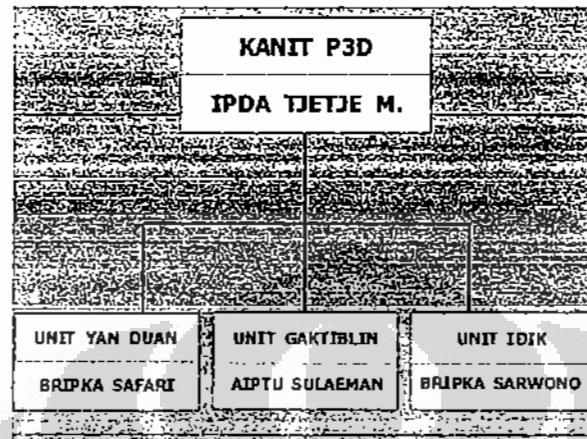 KANIT P3D
IPDA TJETJE M.
UNIT YAN DUAN
BRIPKA SAFARI
UNIT GAKTIBLIN
AIPTU SULAEMAN
UNIT IDIK
BRIPKA SARWONO